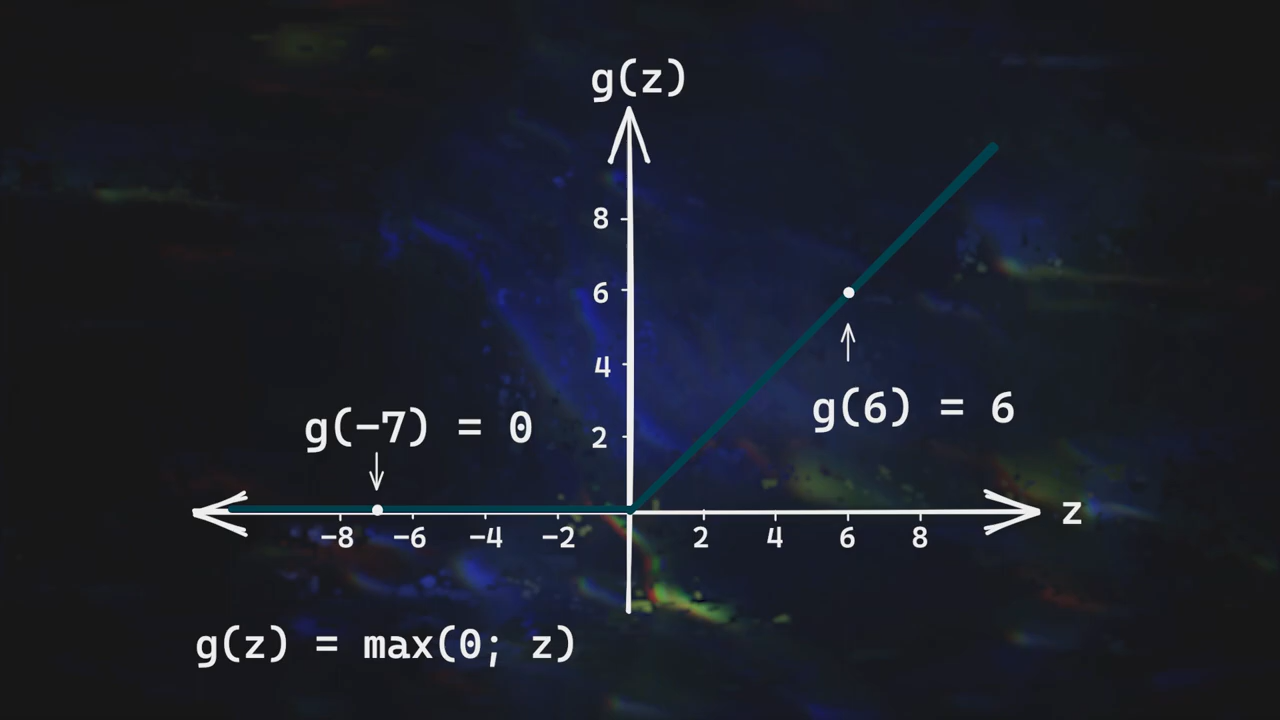 g(z)
8
6
4
2
g(−7) = 0
g(6) = 6
z
−8 −6 −4 −2 2 4 6 8
g(z) = max(0; z)